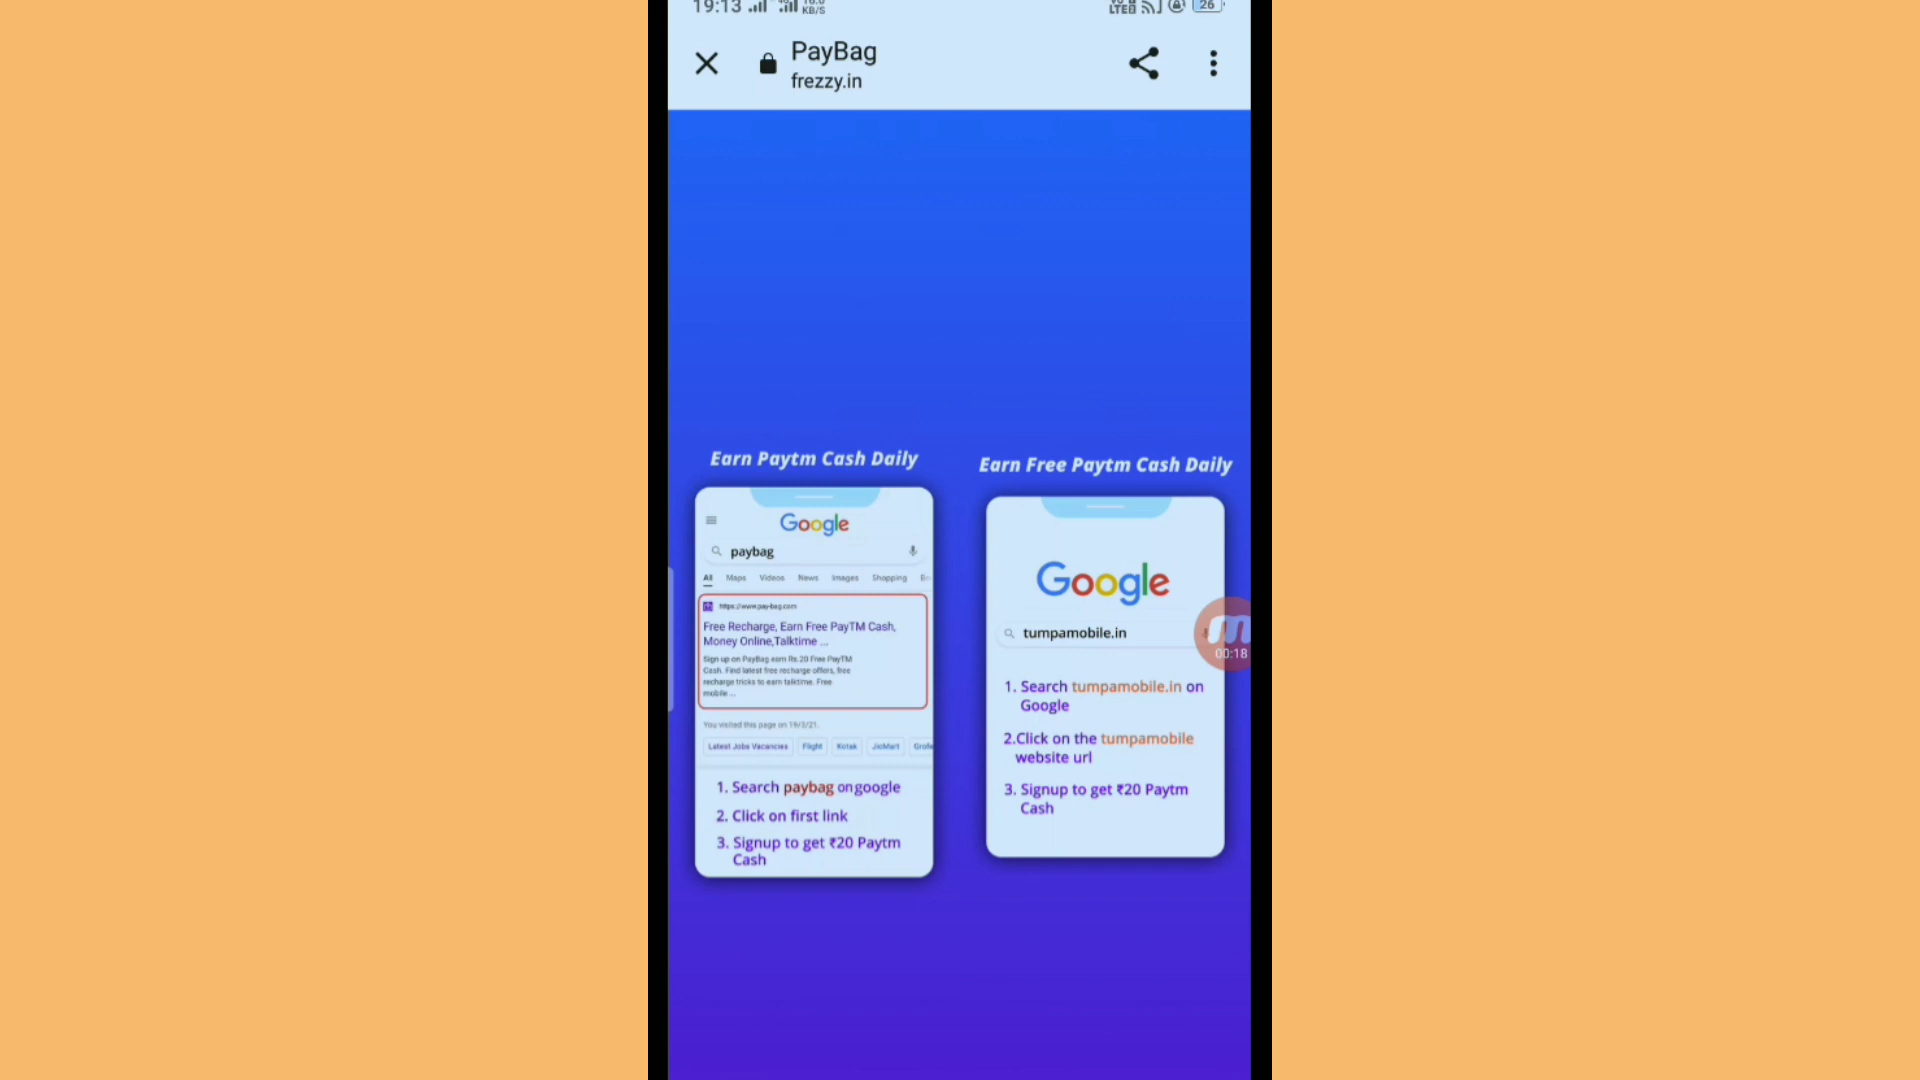 19:13
KB/S
26
PayBag
frezzy.in
Earn Paytm Cash Daily
Google
paybag
All Maps Videos News Images Shopping
https://www.pay-bag.com
Free Recharge, Earn Free PayTM Cash,
Money Online,Talktime ...
Sign up on PayBag earn Rs.20 Free PayTM
Cash. Find latest free recharge offers, free
recharge tricks to earn talktime. Free
mobile ...
You visited this page on 19/3/21.
Latest Jobs Vacancies Flight Kotak JioMart
1. Search paybag on google
2. Click on first link
3. Signup to get ₹20 Paytm
Cash
Earn Free Paytm Cash Daily
Google
tumpamobile.in
1. Search tumpamobile.in on
Google
2.Click on the tumpamobile
website url
3. Signup to get ₹20 Paytm
Cash
00:18